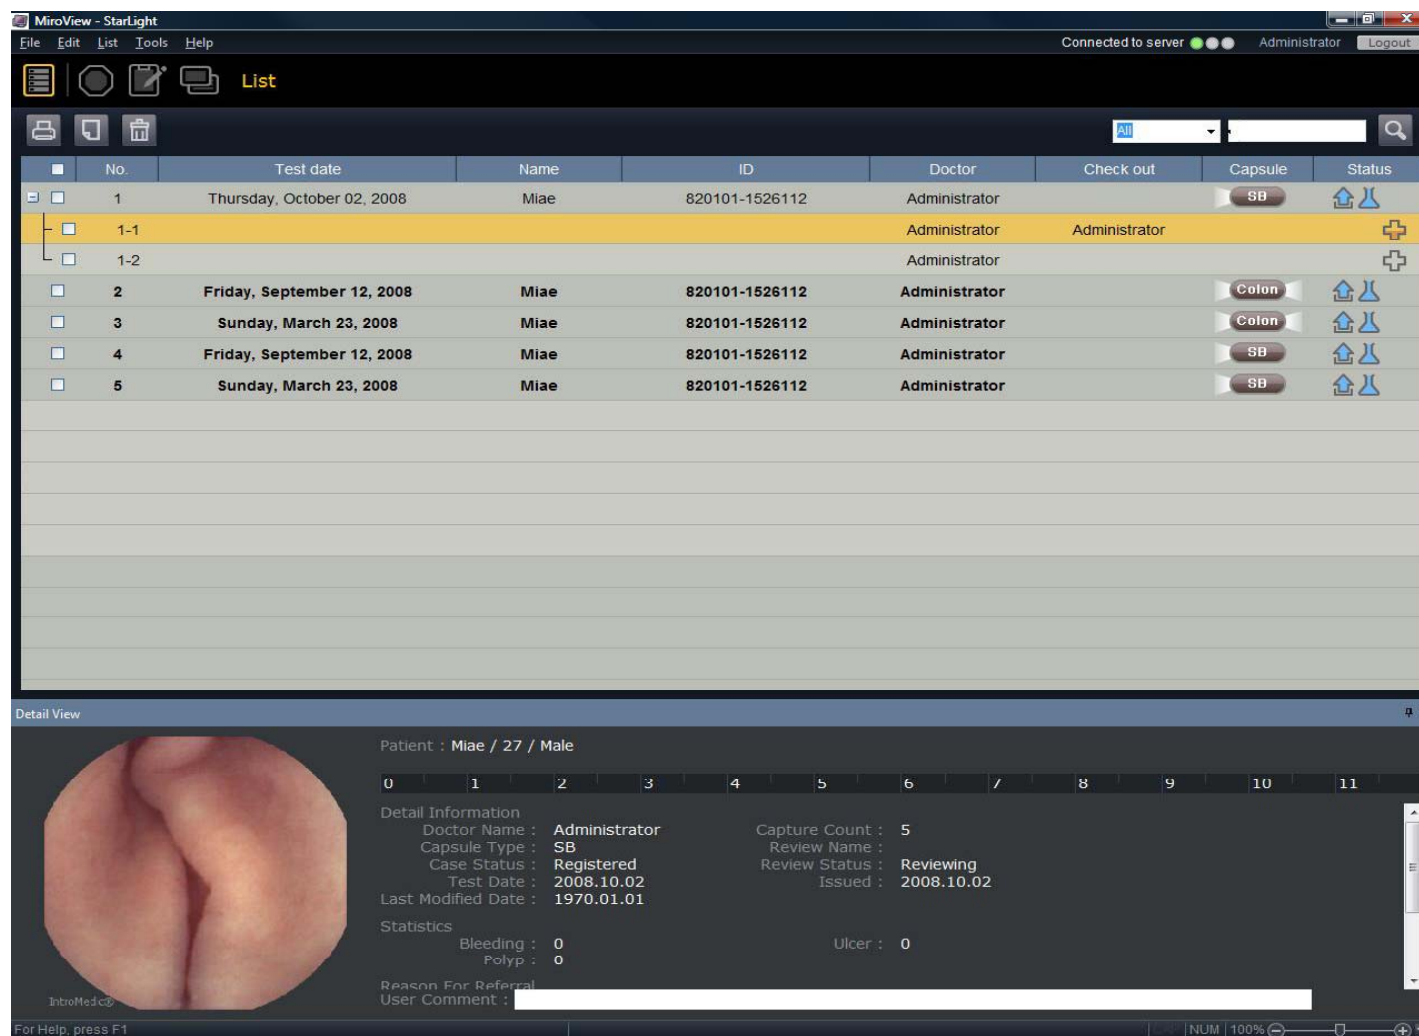 MiroView - StarLight
File Edit List Tools Help Connected to server Administrator Logout
List
All
No. Test date Name ID Doctor Check out Capsule Status
1 Thursday, October 02, 2008 Miae 820101-1526112 Administrator SB
1-1 Administrator Administrator
1-2 Administrator
2 Friday, September 12, 2008 Miae 820101-1526112 Administrator Colon
3 Sunday, March 23, 2008 Miae 820101-1526112 Administrator Colon
4 Friday, September 12, 2008 Miae 820101-1526112 Administrator SB
5 Sunday, March 23, 2008 Miae 820101-1526112 Administrator SB
Detail View
Patient : Miae / 27 / Male
0 1 2 3 4 5 6 7 8 9 10 11
Detail Information
Doctor Name : Administrator Capture Count : 5
Capsule Type : SB Review Name :
Case Status : Registered Review Status : Reviewing
Test Date : 2008.10.02 Issued : 2008.10.02
Last Modified Date : 1970.01.01
Statistics
Bleeding : 0 Ulcer : 0
Polyp : 0
Reason For Referral
User Comment :
IntroMedic®
For Help, press F1 CAP NUM 100%